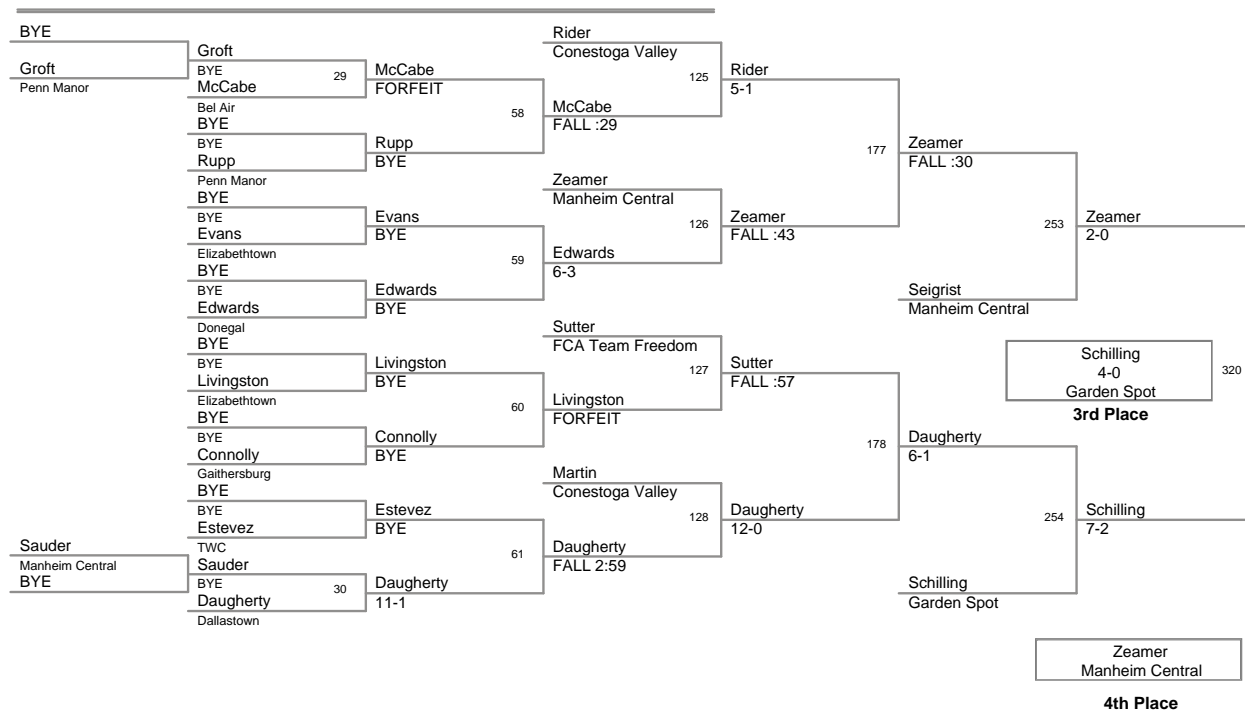 BYE
Groft
Penn Manor
Sauder
Manheim Central
BYE
Groft
BYE
McCabe
29
Bel Air
BYE
BYE
Rupp
Penn Manor
BYE
BYE
Evans
Elizabethtown
BYE
BYE
Edwards
Donegal
BYE
BYE
Livingston
Elizabethtown
BYE
BYE
Connolly
Gaithersburg
BYE
BYE
Estevez
TWC
Sauder
BYE
Daugherty
30
Dallastown
McCabe
FORFEIT
58
Rupp
BYE
Evans
BYE
59
Edwards
BYE
Livingston
BYE
60
Connolly
BYE
Estevez
BYE
61
Daugherty
11-1
Rider
Conestoga Valley
125
McCabe
FALL :29
Zeamer
Manheim Central
126
Edwards
6-3
Sutter
FCA Team Freedom
127
Livingston
FORFEIT
Martin
Conestoga Valley
128
Daugherty
FALL 2:59
Rider
5-1
177
Zeamer
FALL :43
Sutter
FALL :57
178
Daugherty
12-0
Zeamer
FALL :30
253
Seigrist
Manheim Central
Daugherty
6-1
254
Schilling
Garden Spot
Zeamer
2-0
Schilling
4-0
Garden Spot
320
3rd Place
Schilling
7-2
Zeamer
Manheim Central
4th Place